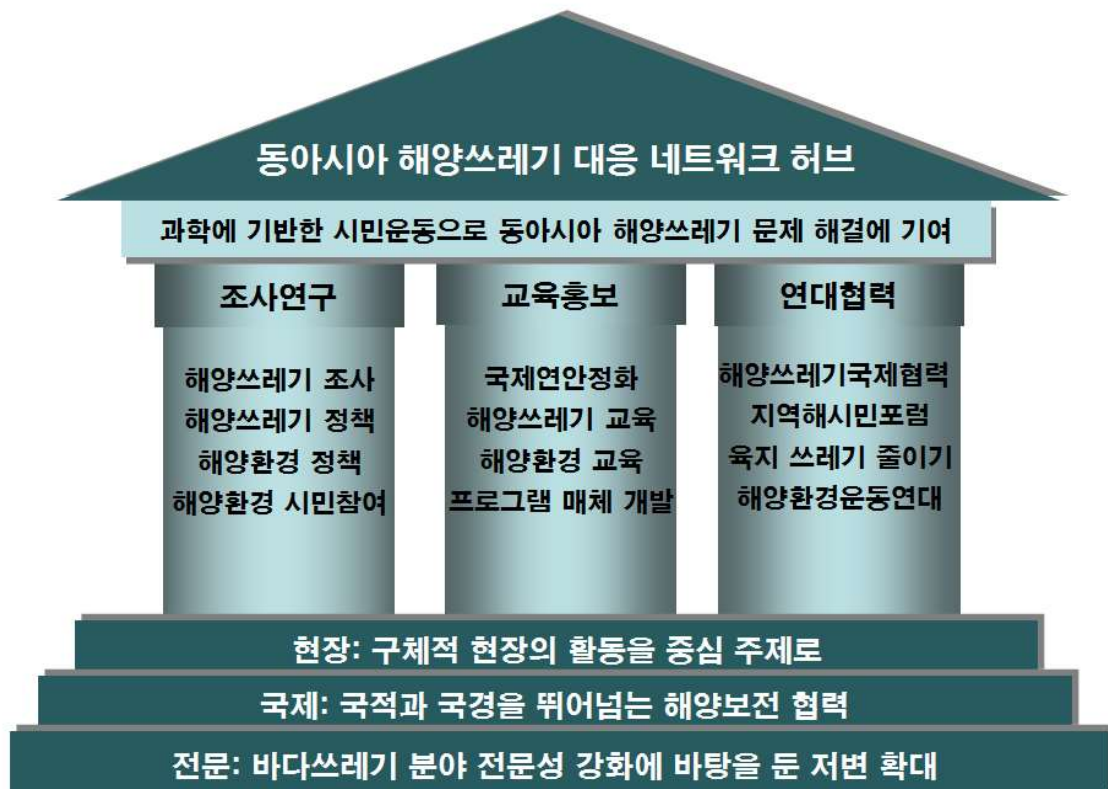 동아시아 해양쓰레기 대응 네트워크 허브
과학에 기반한 시민운동으로 동아시아 해양쓰레기 문제 해결에 기여
조사연구
해양쓰레기 조사
해양쓰레기 정책
해양환경 정책
해양환경 시민참여
교육홍보
국제연안정화
해양쓰레기 교육
해양환경 교육
프로그램 매체 개발
연대협력
해양쓰레기국제협력
지역해시민포럼
육지 쓰레기 줄이기
해양환경운동연대
현장: 구체적 현장의 활동을 중심 주제로
국제: 국적과 국경을 뛰어넘는 해양보전 협력
전문: 바다쓰레기 분야 전문성 강화에 바탕을 둔 저변 확대